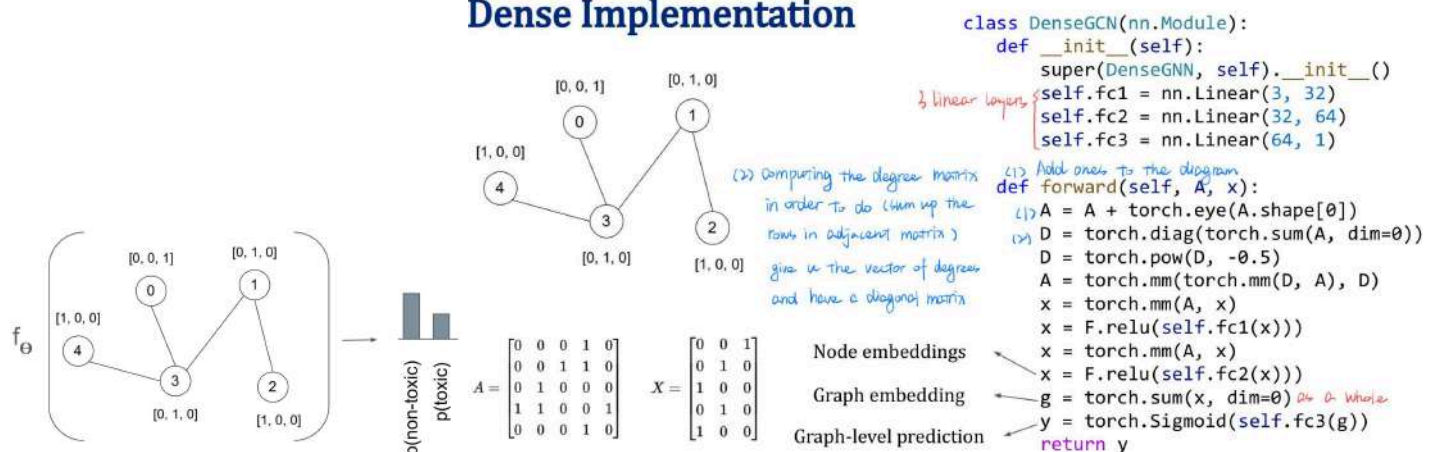 Dense Implementation
f_Θ
[0, 0, 1]
[0, 1, 0]
[1, 0, 0]
0
1
4
3
2
[0, 1, 0]
[1, 0, 0]
p(non-toxic)
p(toxic)
[0, 0, 1]
[0, 1, 0]
[1, 0, 0]
0
1
4
3
2
[0, 1, 0]
[1, 0, 0]
A =
0 0 0 1 0
0 0 1 1 0
0 1 0 0 0
1 1 0 0 1
0 0 0 1 0
X =
0 0 1
0 1 0
1 0 0
0 1 0
1 0 0
(2) Computing the degree matrix
in order to do (sum up the
rows in adjacent matrix)
give us the vector of degrees
and have a diagonal matrix
Node embeddings
Graph embedding
Graph-level prediction
class DenseGCN(nn.Module):
def __init__(self):
super(DenseGNN, self).__init__()
3 linear layers
self.fc1 = nn.Linear(3, 32)
self.fc2 = nn.Linear(32, 64)
self.fc3 = nn.Linear(64, 1)
(1) Add ones to the diagram
def forward(self, A, x):
(1) A = A + torch.eye(A.shape[0])
(2) D = torch.diag(torch.sum(A, dim=0))
D = torch.pow(D, -0.5)
A = torch.mm(torch.mm(D, A), D)
x = torch.mm(A, x)
x = F.relu(self.fc1(x)))
x = torch.mm(A, x)
x = F.relu(self.fc2(x)))
g = torch.sum(x, dim=0) as a whole
y = torch.Sigmoid(self.fc3(g))
return y